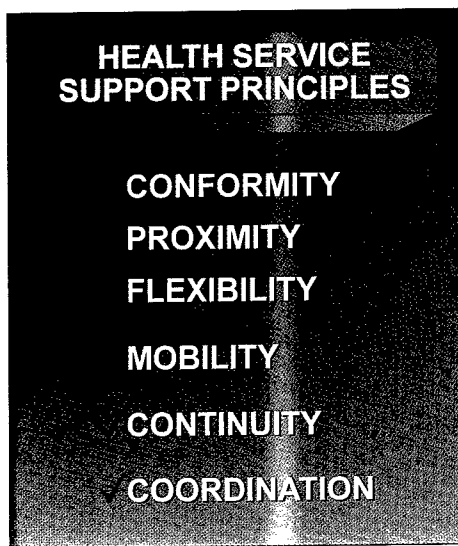 HEALTH SERVICE
SUPPORT PRINCIPLES
CONFORMITY
PROXIMITY
FLEXIBILITY
MOBILITY
CONTINUITY
COORDINATION